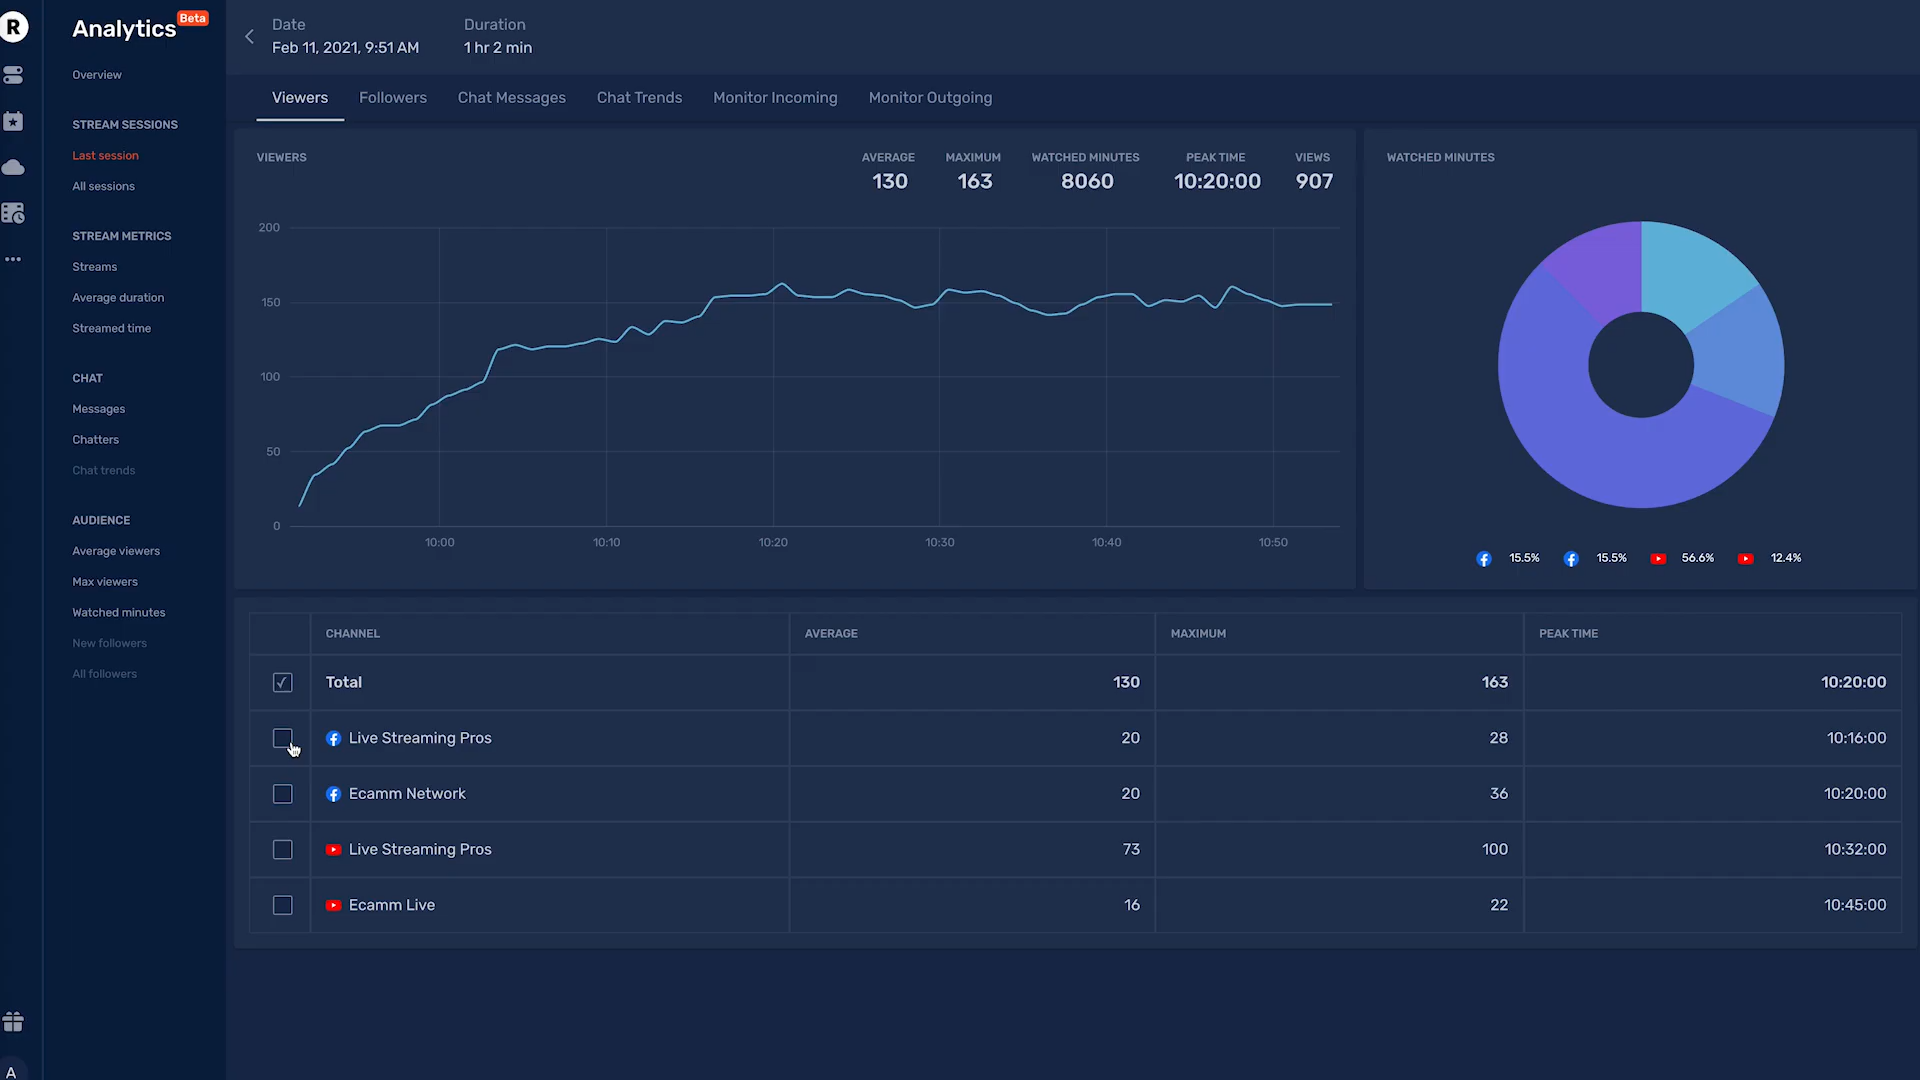 R
Analytics Beta
Overview
STREAM SESSIONS
Last session
All sessions
STREAM METRICS
Streams
Average duration
Streamed time
CHAT
Messages
Chatters
Chat trends
AUDIENCE
Average viewers
Max viewers
Watched minutes
New followers
All followers
A
Date Duration
Feb 11, 2021, 9:51 AM 1 hr 2 min
Viewers Followers Chat Messages Chat Trends Monitor Incoming Monitor Outgoing
VIEWERS AVERAGE MAXIMUM WATCHED MINUTES PEAK TIME VIEWS
130 163 8060 10:20:00 907
200
150
100
50
0
10:00 10:10 10:20 10:30 10:40 10:50
WATCHED MINUTES
15.5% 15.5% 56.6% 12.4%
CHANNEL AVERAGE MAXIMUM PEAK TIME
Total 130 163 10:20:00
Live Streaming Pros 20 28 10:16:00
Ecamm Network 20 36 10:20:00
Live Streaming Pros 73 100 10:32:00
Ecamm Live 16 22 10:45:00